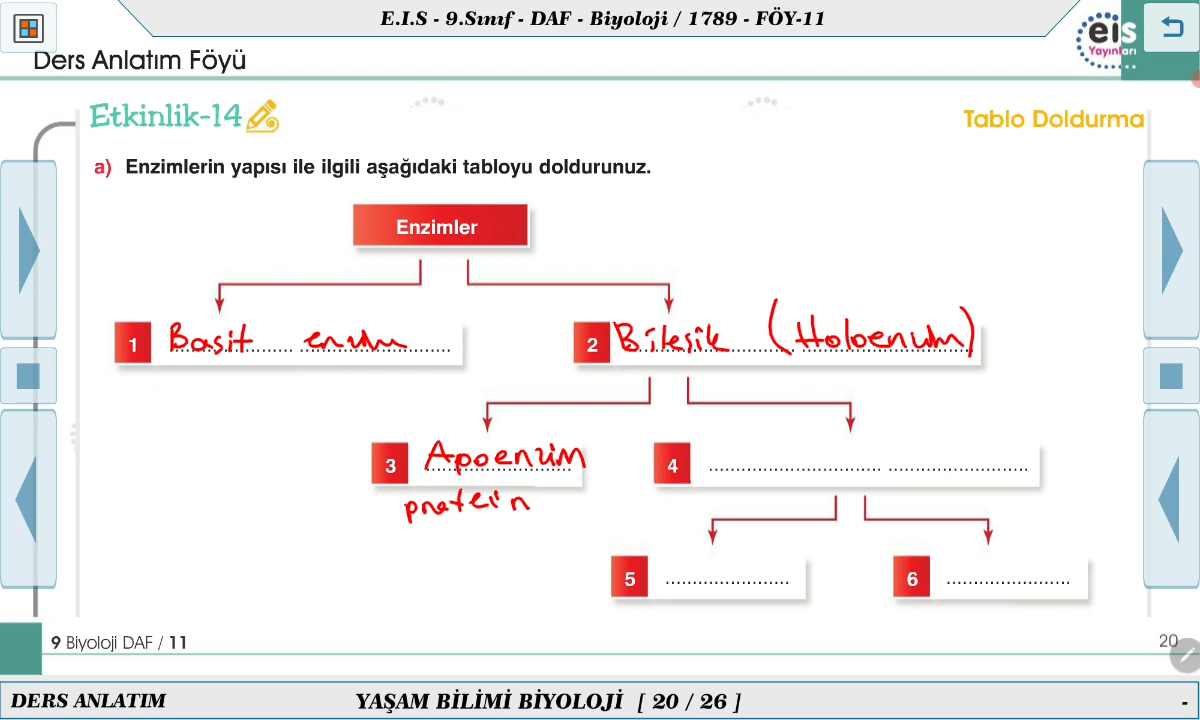 E.I.S - 9.Sınıf - DAF - Biyoloji / 1789 - FÖY-11
eis
Yayınları
Ders Anlatım Föyü
Etkinlik-14
Tablo Doldurma
a) Enzimlerin yapısı ile ilgili aşağıdaki tabloyu doldurunuz.
Enzimler
1 Basit enzim
2 Bileşik (Holoenzim)
3 Apoenzim
protein
4
5
6
9 Biyoloji DAF / 11
20
DERS ANLATIM
YAŞAM BİLİMİ BİYOLOJİ [ 20 / 26 ]
-